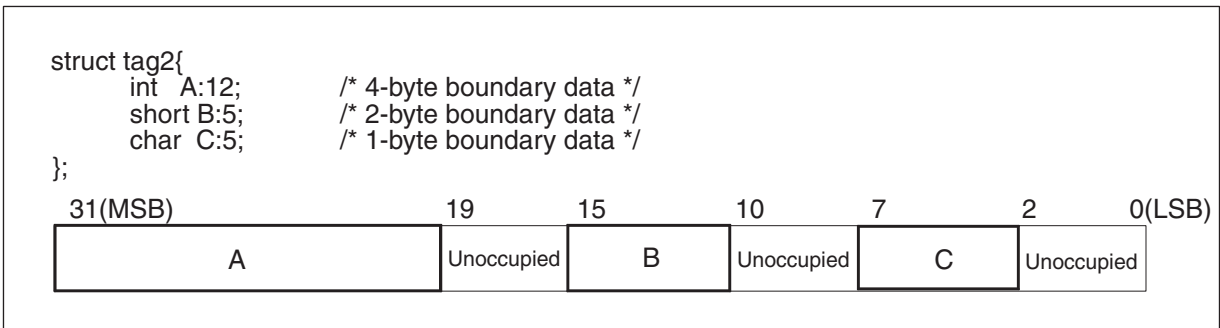 struct tag2{
int A:12; /* 4-byte boundary data */
short B:5; /* 2-byte boundary data */
char C:5; /* 1-byte boundary data */
};
31(MSB) 19 15 10 7 2 0(LSB)
A Unoccupied B Unoccupied C Unoccupied